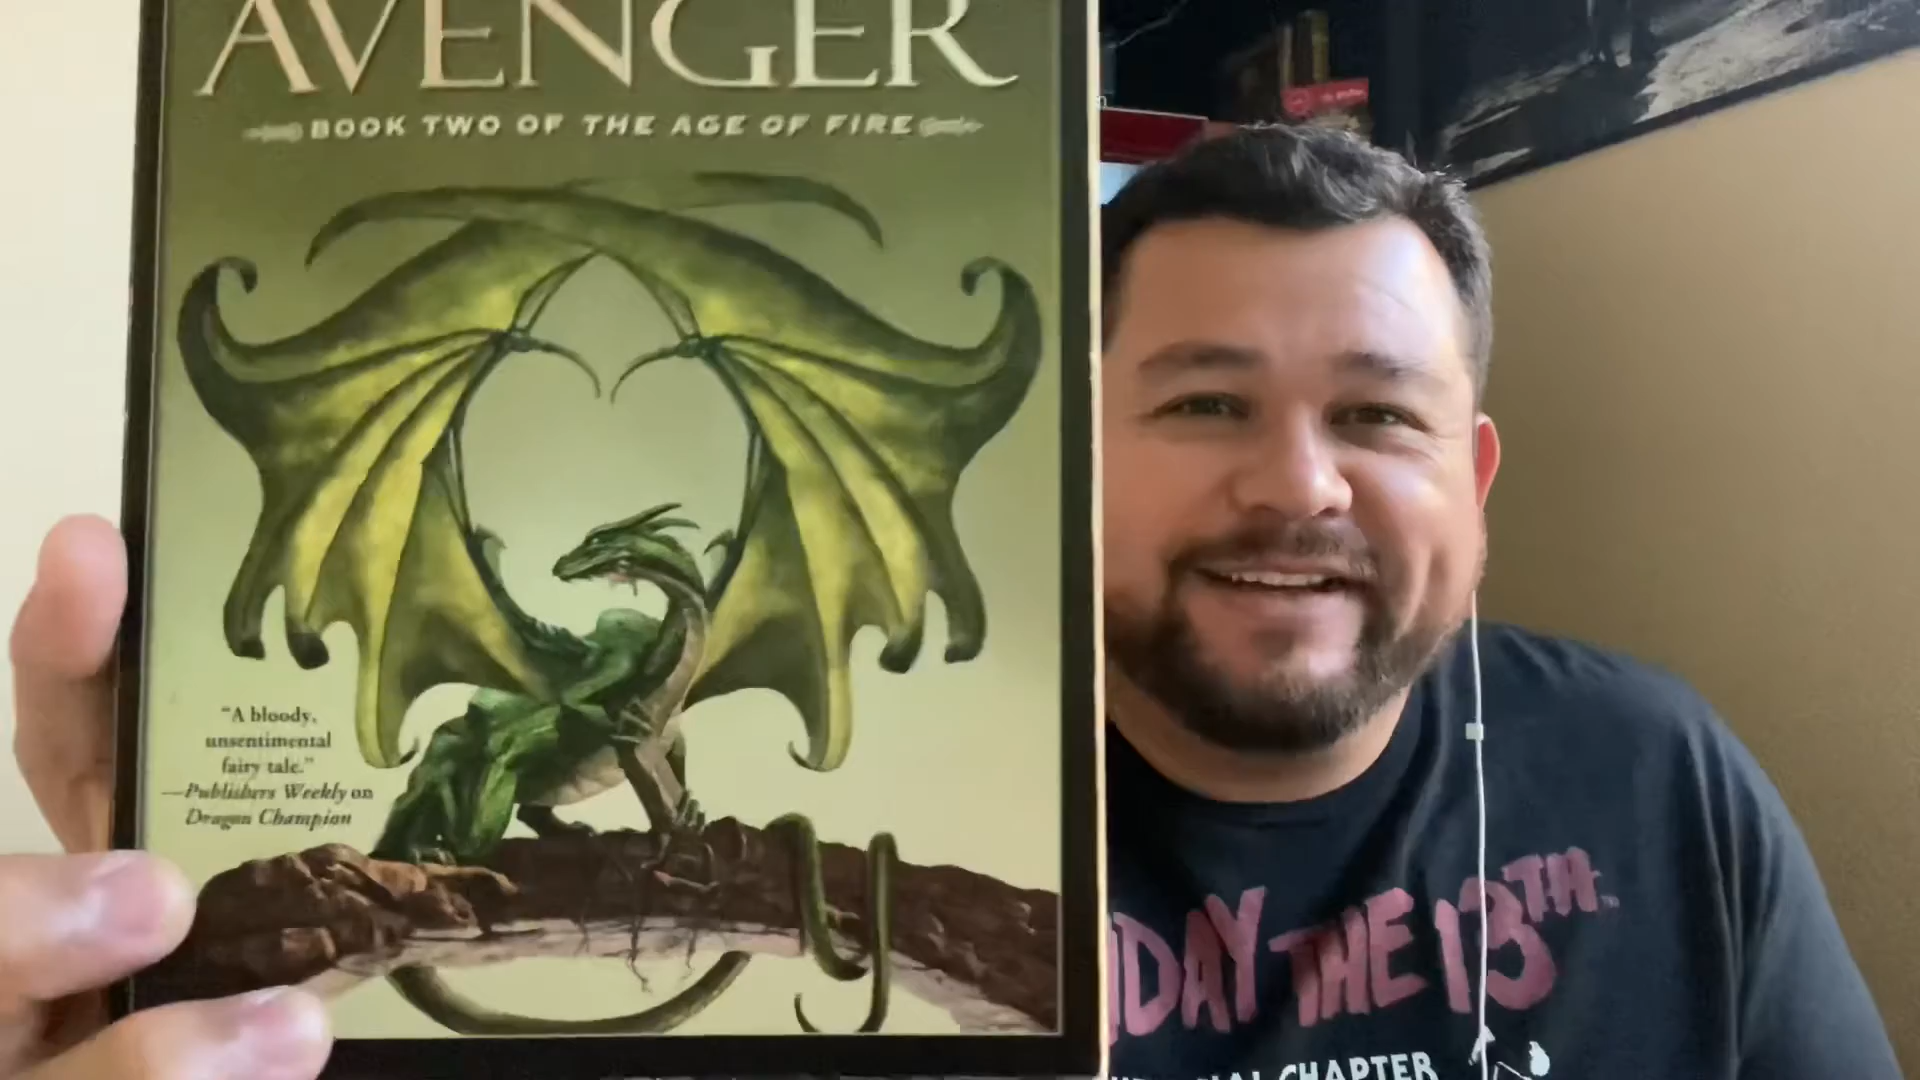 AVENGER
BOOK TWO OF THE AGE OF FIRE
"A bloody,
unsentimental
fairy tale."
—Publishers Weekly on
Dragon Champion
DAY THE 13TH
CHAPTER